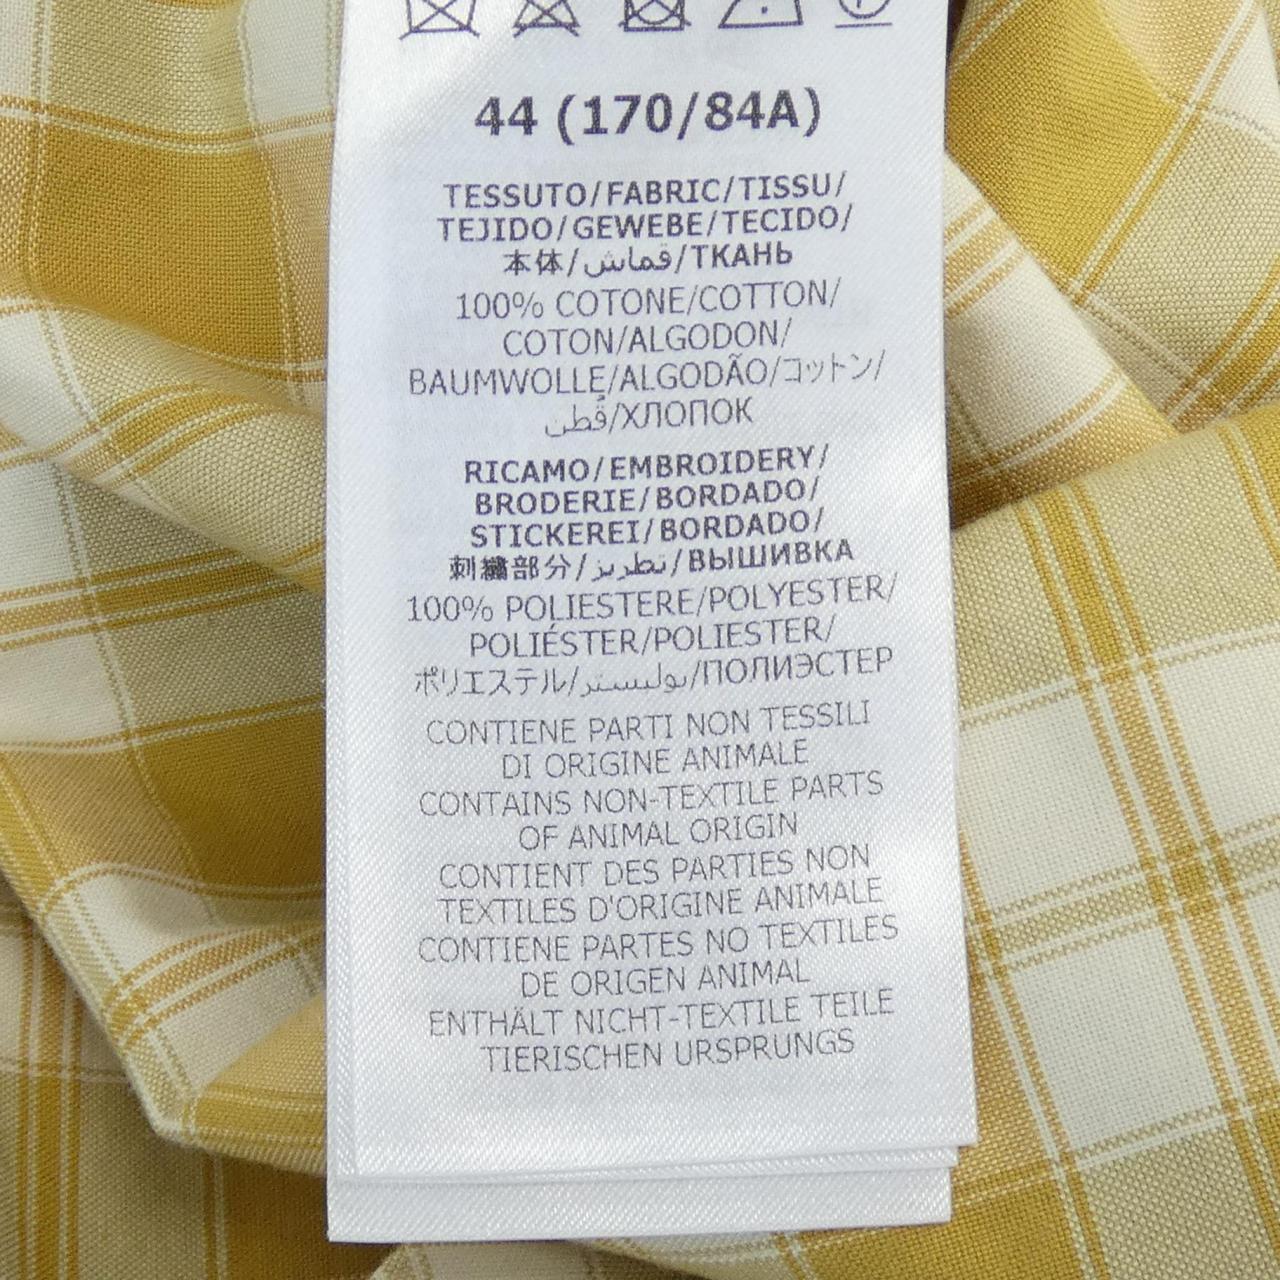 44 (170/84A)
TESSUTO/FABRIC/TISSU/
TEJIDO/GEWEBE/TECIDO/
本体/قماش/ТКАНЬ
100% COTONE/COTTON/
COTON/ALGODON/
BAUMWOLLE/ALGODÃO/コットン/
قُطن/ХЛОПОК
RICAMO/EMBROIDERY/
BRODERIE/BORDADO/
STICKEREI/BORDADO/
刺繍部分/تطريز/ВЫШИВКА
100% POLIESTERE/POLYESTER/
POLIÉSTER/POLIESTER/
ポリエステル/بوليستر/ПОЛИЭСТЕР
CONTIENE PARTI NON TESSILI
DI ORIGINE ANIMALE
CONTAINS NON-TEXTILE PARTS
OF ANIMAL ORIGIN
CONTIENT DES PARTIES NON
TEXTILES D'ORIGINE ANIMALE
CONTIENE PARTES NO TEXTILES
DE ORIGEN ANIMAL
ENTHÄLT NICHT-TEXTILE TEILE
TIERISCHEN URSPRUNGS